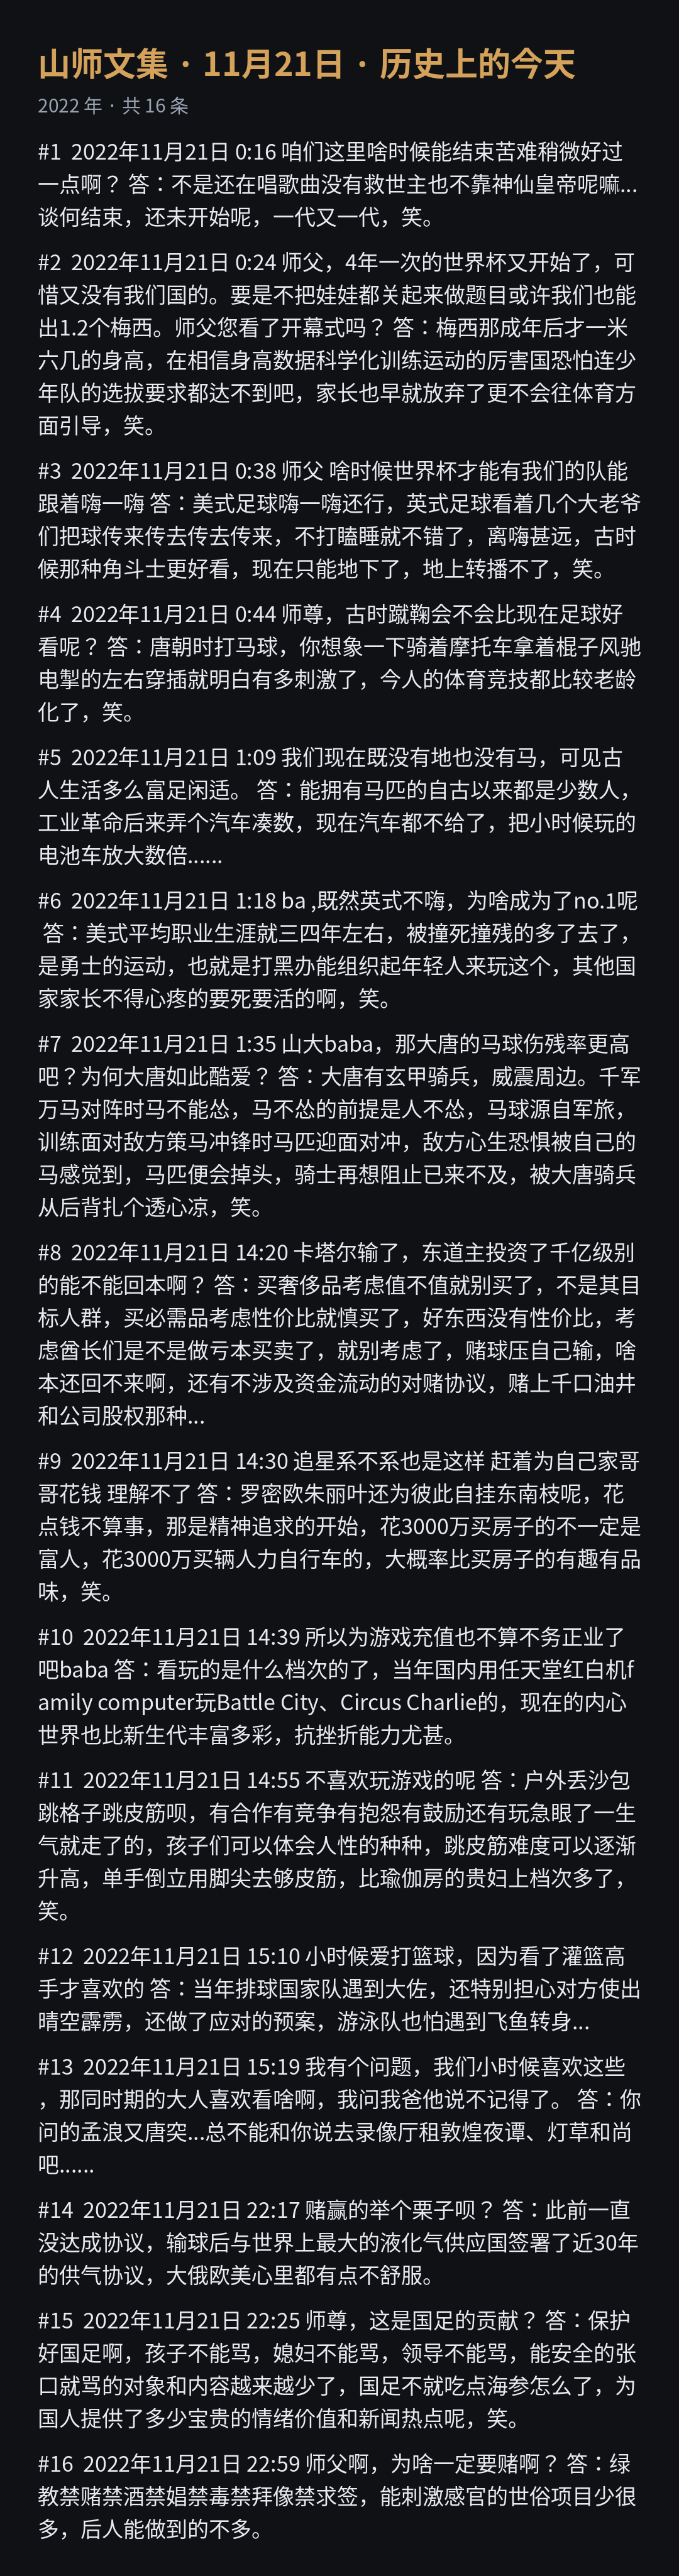 山师文集 · 11月21日 · 历史上的今天
2022 年 · 共 16 条
#1 2022年11月21日 0:16 咱们这里啥时候能结束苦难稍微好过
一点啊？ 答：不是还在唱歌曲没有救世主也不靠神仙皇帝呢嘛...
谈何结束，还未开始呢，一代又一代，笑。
#2 2022年11月21日 0:24 师父，4年一次的世界杯又开始了，可
惜又没有我们国的。要是不把娃娃都关起来做题目或许我们也能
出1.2个梅西。师父您看了开幕式吗？ 答：梅西那成年后才一米
六几的身高，在相信身高数据科学化训练运动的厉害国恐怕连少
年队的选拔要求都达不到吧，家长也早就放弃了更不会往体育方
面引导，笑。
#3 2022年11月21日 0:38 师父 啥时候世界杯才能有我们的队能
跟着嗨一嗨 答：美式足球嗨一嗨还行，英式足球看着几个大老爷
们把球传来传去传去传来，不打瞌睡就不错了，离嗨甚远，古时
候那种角斗士更好看，现在只能地下了，地上转播不了，笑。
#4 2022年11月21日 0:44 师尊，古时蹴鞠会不会比现在足球好
看呢？ 答：唐朝时打马球，你想象一下骑着摩托车拿着棍子风驰
电掣的左右穿插就明白有多刺激了，今人的体育竞技都比较老龄
化了，笑。
#5 2022年11月21日 1:09 我们现在既没有地也没有马，可见古
人生活多么富足闲适。 答：能拥有马匹的自古以来都是少数人，
工业革命后来弄个汽车凑数，现在汽车都不给了，把小时候玩的
电池车放大数倍......
#6 2022年11月21日 1:18 ba ,既然英式不嗨，为啥成为了no.1呢
答：美式平均职业生涯就三四年左右，被撞死撞残的多了去了，
是勇士的运动，也就是打黑办能组织起年轻人来玩这个，其他国
家家长不得心疼的要死要活的啊，笑。
#7 2022年11月21日 1:35 山大baba，那大唐的马球伤残率更高
吧？为何大唐如此酷爱？ 答：大唐有玄甲骑兵，威震周边。千军
万马对阵时马不能怂，马不怂的前提是人不怂，马球源自军旅，
训练面对敌方策马冲锋时马匹迎面对冲，敌方心生恐惧被自己的
马感觉到，马匹便会掉头，骑士再想阻止已来不及，被大唐骑兵
从后背扎个透心凉，笑。
#8 2022年11月21日 14:20 卡塔尔输了，东道主投资了千亿级别
的能不能回本啊？ 答：买奢侈品考虑值不值就别买了，不是其目
标人群，买必需品考虑性价比就慎买了，好东西没有性价比，考
虑酋长们是不是做亏本买卖了，就别考虑了，赌球压自己输，啥
本还回不来啊，还有不涉及资金流动的对赌协议，赌上千口油井
和公司股权那种...
#9 2022年11月21日 14:30 追星系不系也是这样 赶着为自己家哥
哥花钱 理解不了 答：罗密欧朱丽叶还为彼此自挂东南枝呢，花
点钱不算事，那是精神追求的开始，花3000万买房子的不一定是
富人，花3000万买辆人力自行车的，大概率比买房子的有趣有品
味，笑。
#10 2022年11月21日 14:39 所以为游戏充值也不算不务正业了
吧baba 答：看玩的是什么档次的了，当年国内用任天堂红白机f
amily computer玩Battle City、Circus Charlie的，现在的内心
世界也比新生代丰富多彩，抗挫折能力尤甚。
#11 2022年11月21日 14:55 不喜欢玩游戏的呢 答：户外丢沙包
跳格子跳皮筋呗，有合作有竞争有抱怨有鼓励还有玩急眼了一生
气就走了的，孩子们可以体会人性的种种，跳皮筋难度可以逐渐
升高，单手倒立用脚尖去够皮筋，比瑜伽房的贵妇上档次多了，
笑。
#12 2022年11月21日 15:10 小时候爱打篮球，因为看了灌篮高
手才喜欢的 答：当年排球国家队遇到大佐，还特别担心对方使出
晴空霹雳，还做了应对的预案，游泳队也怕遇到飞鱼转身...
#13 2022年11月21日 15:19 我有个问题，我们小时候喜欢这些
，那同时期的大人喜欢看啥啊，我问我爸他说不记得了。 答：你
问的孟浪又唐突...总不能和你说去录像厅租敦煌夜谭、灯草和尚
吧......
#14 2022年11月21日 22:17 赌赢的举个栗子呗？ 答：此前一直
没达成协议，输球后与世界上最大的液化气供应国签署了近30年
的供气协议，大俄欧美心里都有点不舒服。
#15 2022年11月21日 22:25 师尊，这是国足的贡献？ 答：保护
好国足啊，孩子不能骂，媳妇不能骂，领导不能骂，能安全的张
口就骂的对象和内容越来越少了，国足不就吃点海参怎么了，为
国人提供了多少宝贵的情绪价值和新闻热点呢，笑。
#16 2022年11月21日 22:59 师父啊，为啥一定要赌啊？ 答：绿
教禁赌禁酒禁娼禁毒禁拜像禁求签，能刺激感官的世俗项目少很
多，后人能做到的不多。